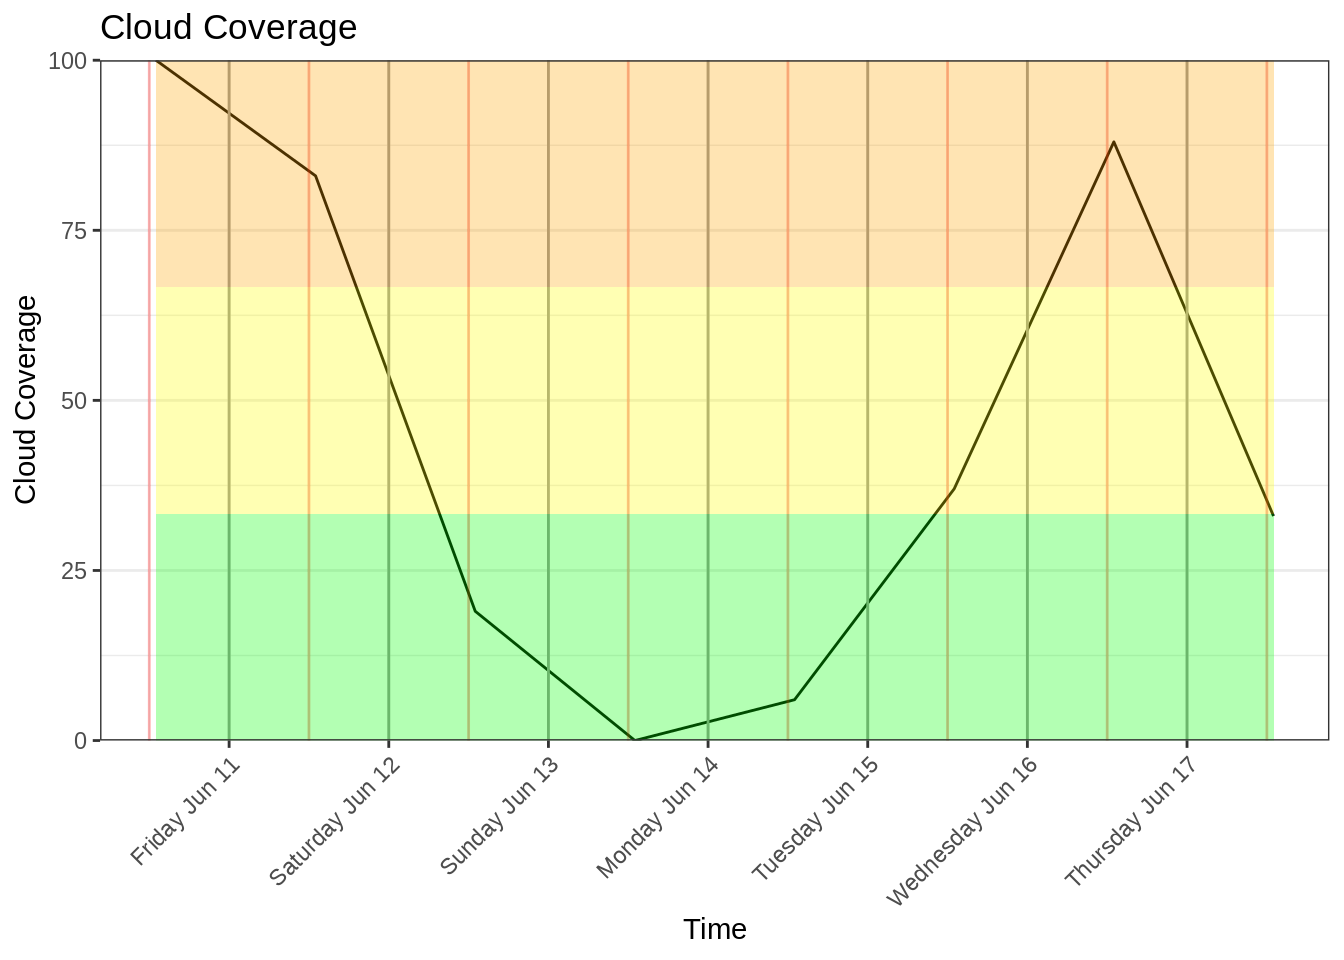 Cloud Coverage
100
75
50
25
0
Cloud Coverage
Friday Jun 11
Saturday Jun 12
Sunday Jun 13
Monday Jun 14
Tuesday Jun 15
Wednesday Jun 16
Thursday Jun 17
Time